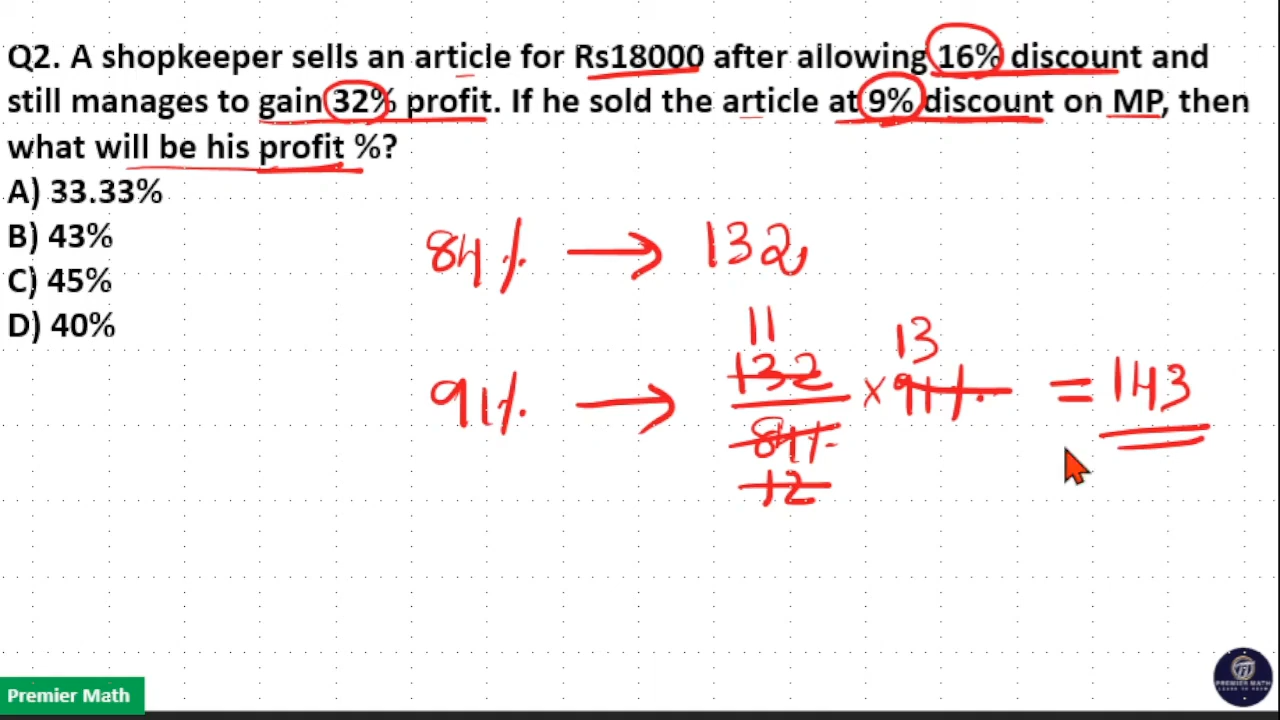 Q2. A shopkeeper sells an article for Rs18000 after allowing 16% discount and
still manages to gain 32% profit. If he sold the article at 9% discount on MP, then
what will be his profit %?
A) 33.33%
B) 43%
C) 45%
D) 40%
84% → 132
11
13
91% → 132 × 91% = 143
84%
12
Premier Math
PREMIER MATH